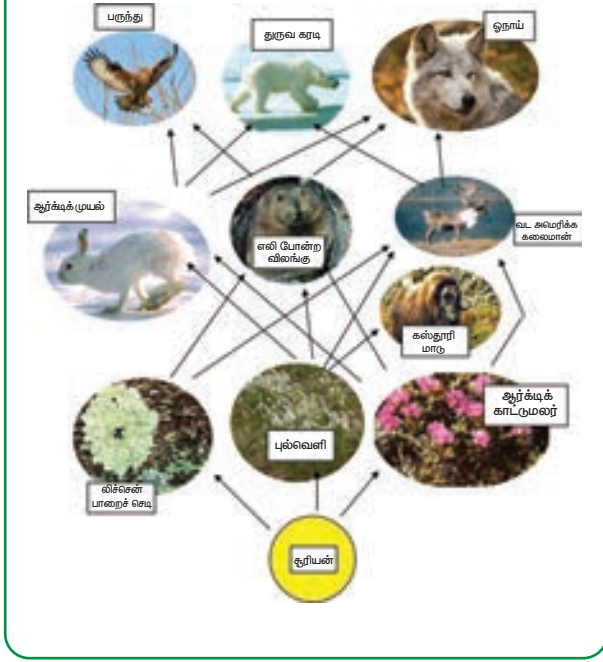 பருந்து
துருவ கரடி
ஓநாய்
ஆர்க்டிக் முயல்
எலி போன்ற
விலங்கு
வட அமெரிக்க
கலைமான்
கஸ்தூரி
மாடு
ஆர்க்டிக்
காட்டுமலர்
புல்வெளி
லிச்சென்
பாறைச் செடி
சூரியன்